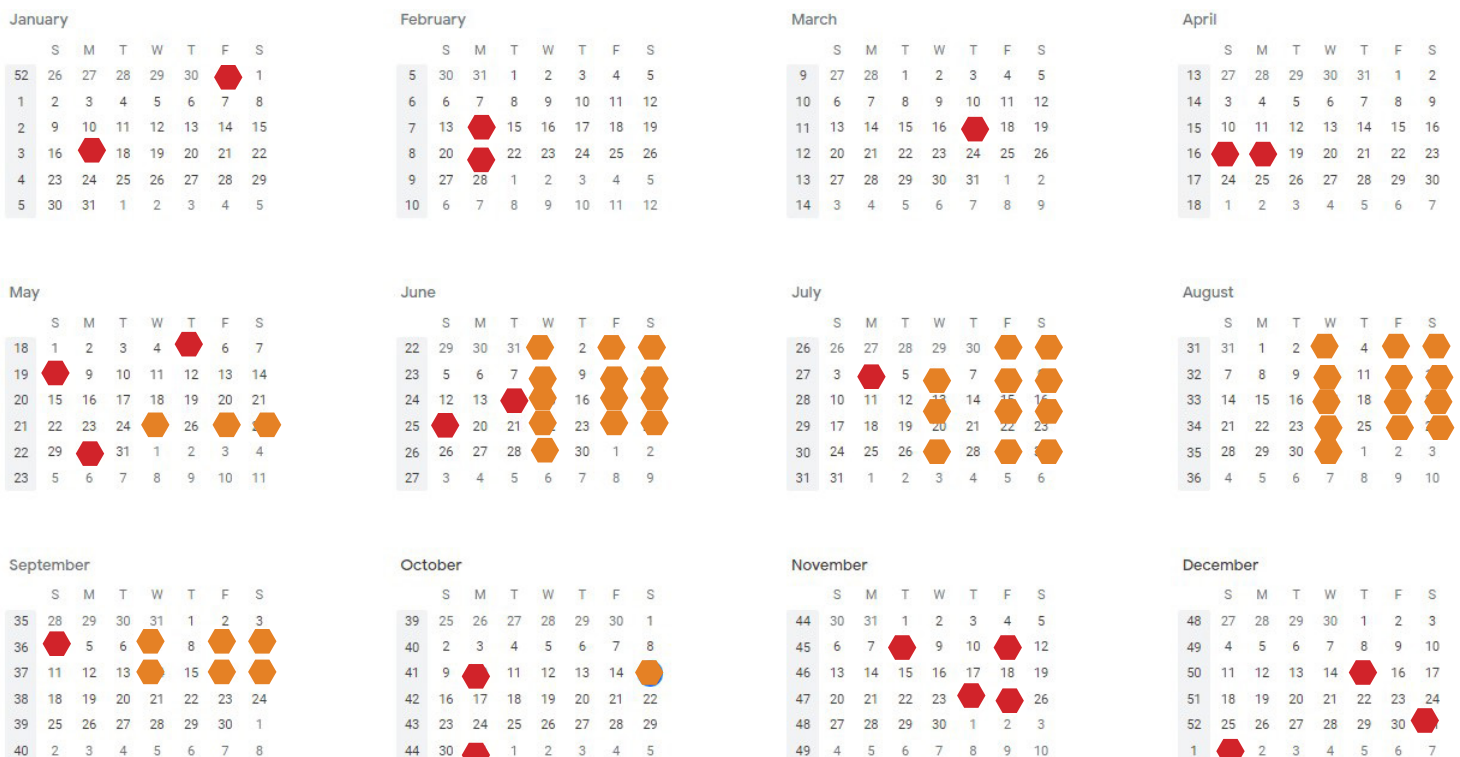 January
S M T W T F S
52 26 27 28 29 30 1
1 2 3 4 5 6 7 8
2 9 10 11 12 13 14 15
3 16 18 19 20 21 22
4 23 24 25 26 27 28 29
5 30 31 1 2 3 4 5
February
S M T W T F S
5 30 31 1 2 3 4 5
6 6 7 8 9 10 11 12
7 13 15 16 17 18 19
8 20 22 23 24 25 26
9 27 28 1 2 3 4 5
10 6 7 8 9 10 11 12
March
S M T W T F S
9 27 28 1 2 3 4 5
10 6 7 8 9 10 11 12
11 13 14 15 16 18 19
12 20 21 22 23 24 25 26
13 27 28 29 30 31 1 2
14 3 4 5 6 7 8 9
April
S M T W T F S
13 27 28 29 30 31 1 2
14 3 4 5 6 7 8 9
15 10 11 12 13 14 15 16
16 19 20 21 22 23
17 24 25 26 27 28 29 30
18 1 2 3 4 5 6 7
May
S M T W T F S
18 1 2 3 4 6 7
19 9 10 11 12 13 14
20 15 16 17 18 19 20 21
21 22 23 24 26
22 29 31 1 2 3 4
23 5 6 7 8 9 10 11
June
S M T W T F S
22 29 30 31 2
23 5 6 7 9
24 12 13 16
25 20 21 23
26 26 27 28 30 1 2
27 3 4 5 6 7 8 9
July
S M T W T F S
26 26 27 28 29 30
27 3 5 7
28 10 11 12 14
29 17 18 19 20 21 22 23
30 24 25 26 28
31 31 1 2 3 4 5 6
August
S M T W T F S
31 31 1 2 4
32 7 8 9 11
33 14 15 16 18
34 21 22 23 25
35 28 29 30 1 2 3
36 4 5 6 7 8 9 10
September
S M T W T F S
35 28 29 30 31 1 2 3
36 5 6 8
37 11 12 13 15
38 18 19 20 21 22 23 24
39 25 26 27 28 29 30 1
40 2 3 4 5 6 7 8
October
S M T W T F S
39 25 26 27 28 29 30 1
40 2 3 4 5 6 7 8
41 9 11 12 13 14
42 16 17 18 19 20 21 22
43 23 24 25 26 27 28 29
44 30 1 2 3 4 5
November
S M T W T F S
44 30 31 1 2 3 4 5
45 6 7 9 10 12
46 13 14 15 16 17 18 19
47 20 21 22 23 26
48 27 28 29 30 1 2 3
49 4 5 6 7 8 9 10
December
S M T W T F S
48 27 28 29 30 1 2 3
49 4 5 6 7 8 9 10
50 11 12 13 14 16 17
51 18 19 20 21 22 23 24
52 25 26 27 28 29 30
1 2 3 4 5 6 7